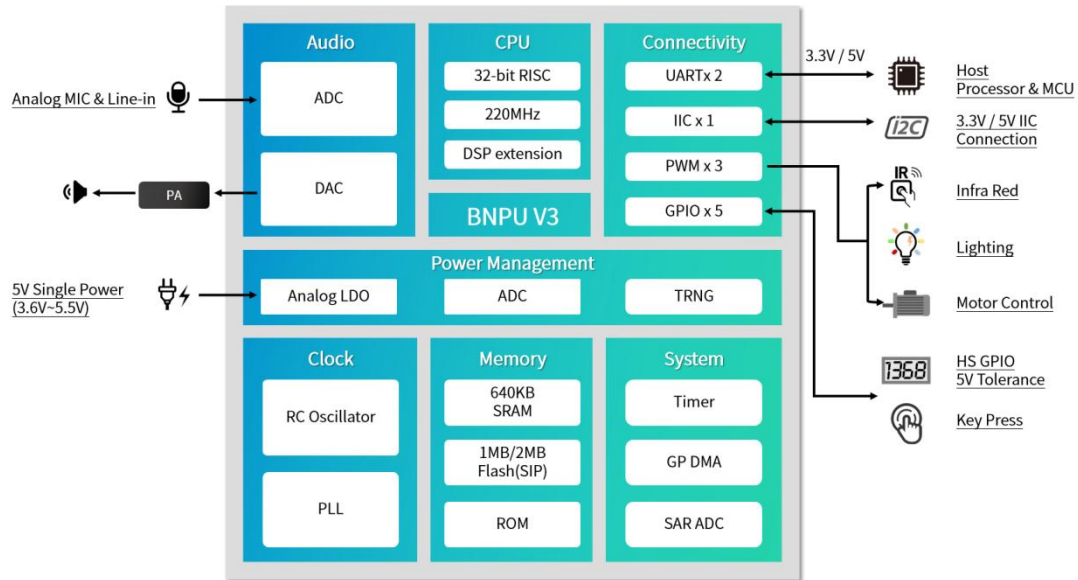 Audio
ADC
DAC
CPU
32-bit RISC
220MHz
DSP extension
BNPU V3
Connectivity
UARTx 2
IIC x 1
PWM x 3
GPIO x 5
Analog MIC & Line-in
PA
5V Single Power
(3.6V~5.5V)
Power Management
Analog LDO
ADC
TRNG
Clock
RC Oscillator
PLL
Memory
640KB
SRAM
1MB/2MB
Flash(SIP)
ROM
System
Timer
GP DMA
SAR ADC
3.3V / 5V
Host
Processor & MCU
I2C
3.3V / 5V IIC
Connection
IR
Infra Red
Lighting
Motor Control
1368
HS GPIO
5V Tolerance
Key Press